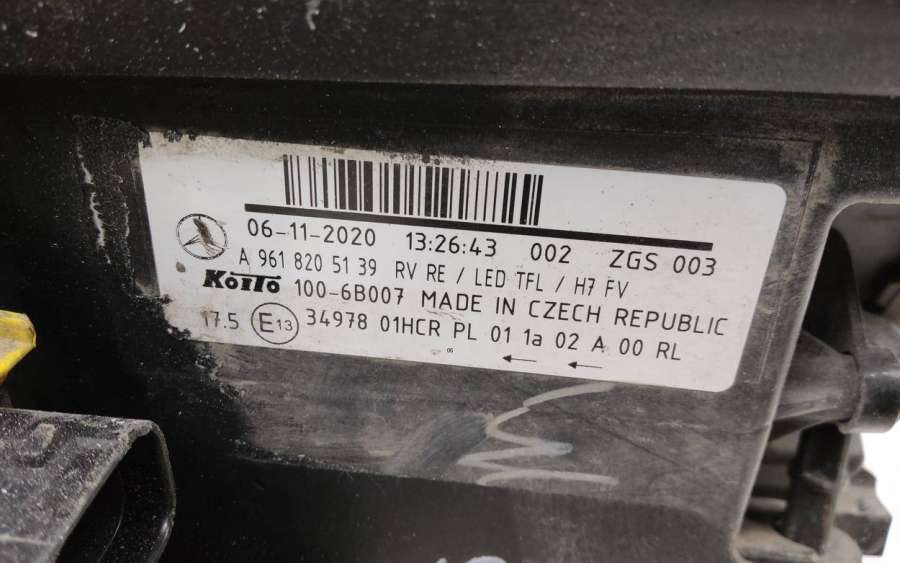 06-11-2020 13:26:43 002 ZGS 003
A 961 820 51 39 RV RE / LED TFL / H7 FV
KOITO 100-6B007 MADE IN CZECH REPUBLIC
17.5 E13 34978 01HCR PL 01 1a 02 A 00 RL
06